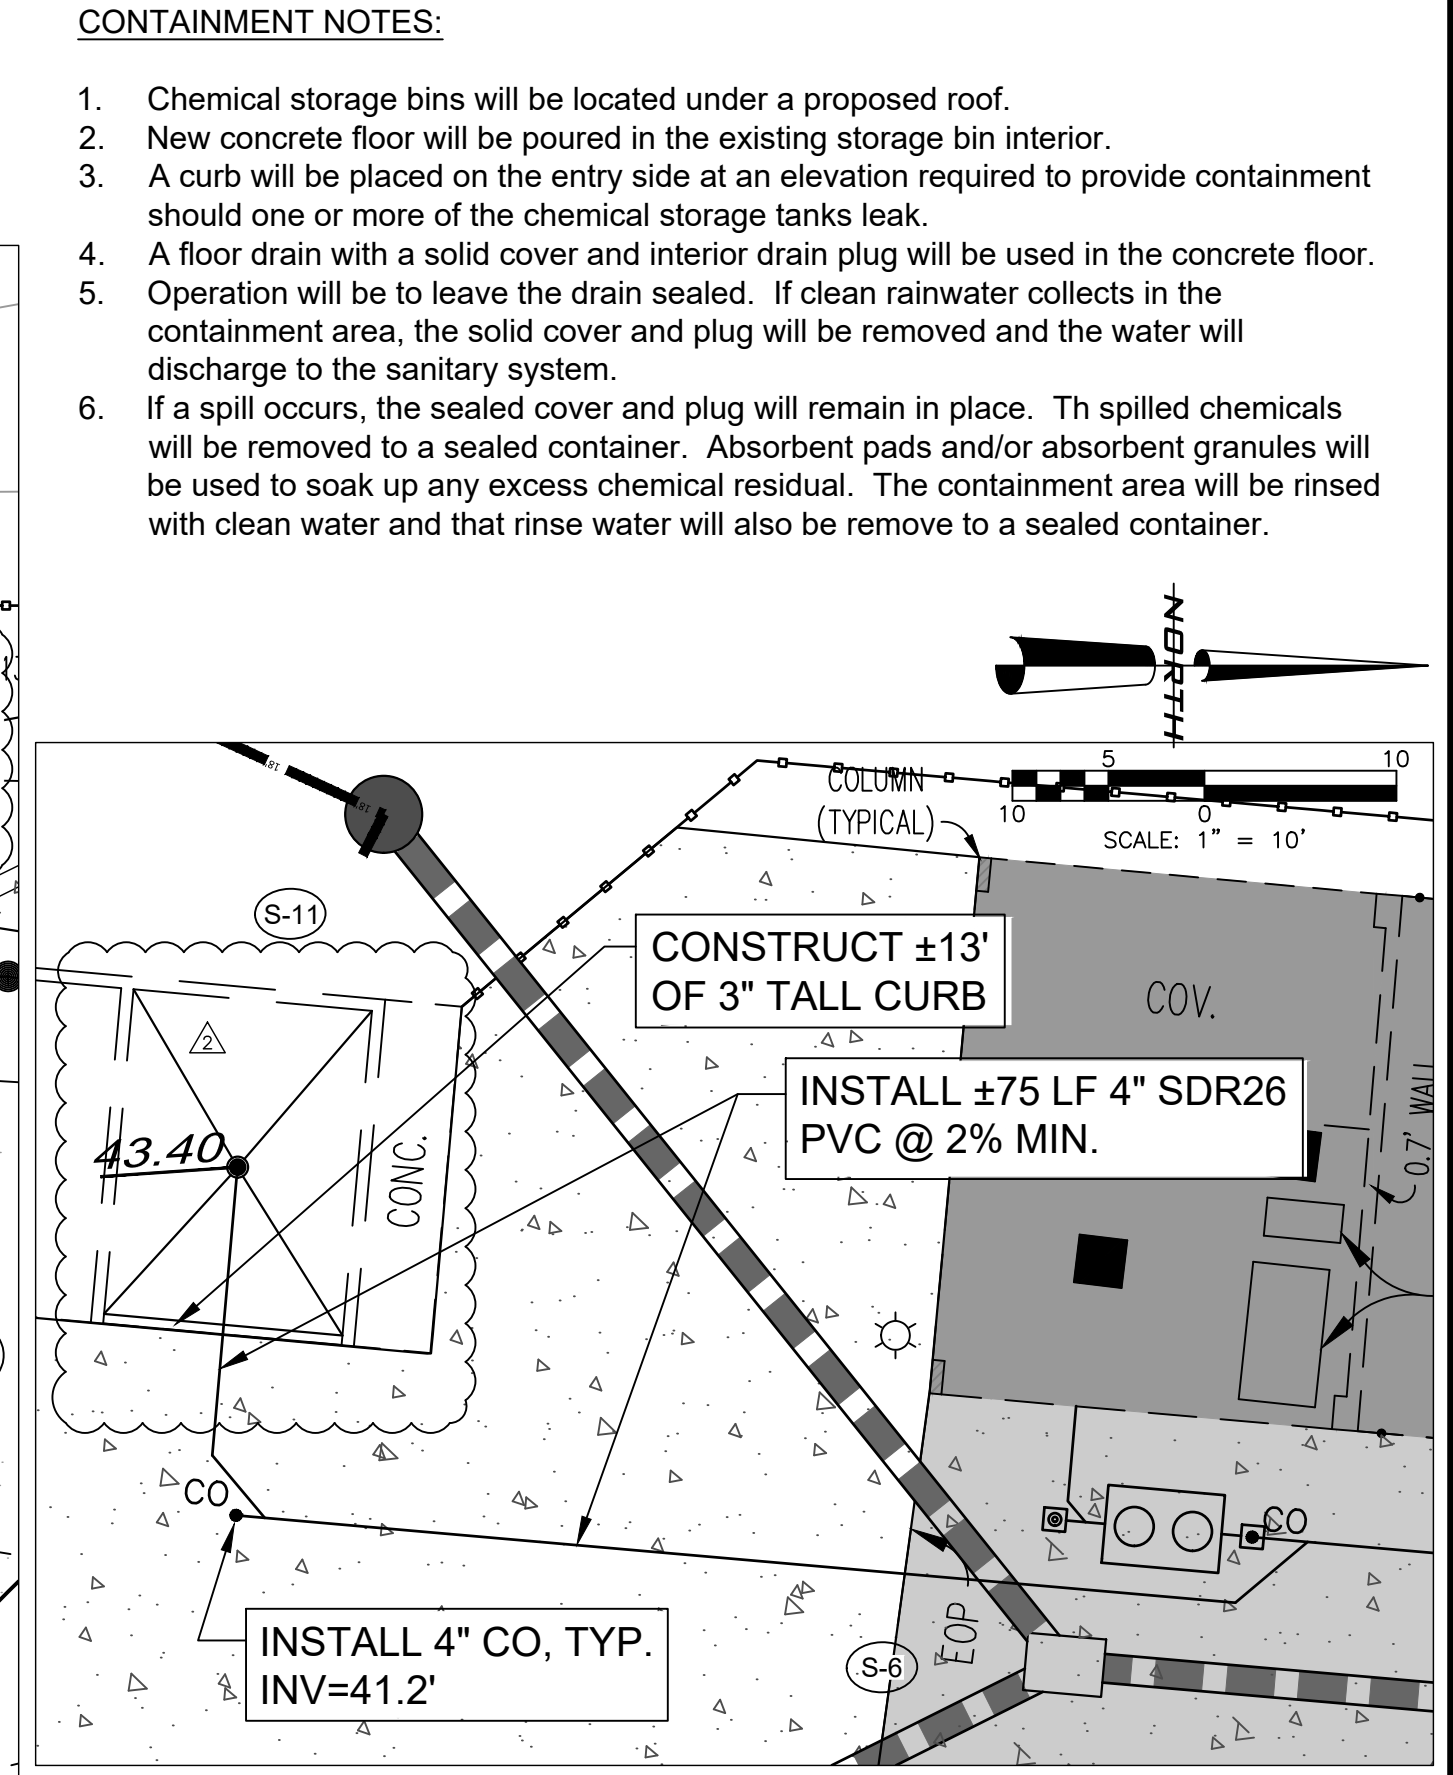 CONTAINMENT NOTES:
1. Chemical storage bins will be located under a proposed roof.
2. New concrete floor will be poured in the existing storage bin interior.
3. A curb will be placed on the entry side at an elevation required to provide containment
should one or more of the chemical storage tanks leak.
4. A floor drain with a solid cover and interior drain plug will be used in the concrete floor.
5. Operation will be to leave the drain sealed. If clean rainwater collects in the
containment area, the solid cover and plug will be removed and the water will
discharge to the sanitary system.
6. If a spill occurs, the sealed cover and plug will remain in place. Th spilled chemicals
will be removed to a sealed container. Absorbent pads and/or absorbent granules will
be used to soak up any excess chemical residual. The containment area will be rinsed
with clean water and that rinse water will also be remove to a sealed container.
NORTH
5 10
10 0
SCALE: 1" = 10'
COLUMN
(TYPICAL)
18"
18"
S-11
CONSTRUCT ±13'
OF 3" TALL CURB
COV.
2
INSTALL ±75 LF 4" SDR26
PVC @ 2% MIN.
0.7' WALL
43.40
CONC.
CO
CO
INSTALL 4" CO, TYP.
INV=41.2'
EOP
S-6